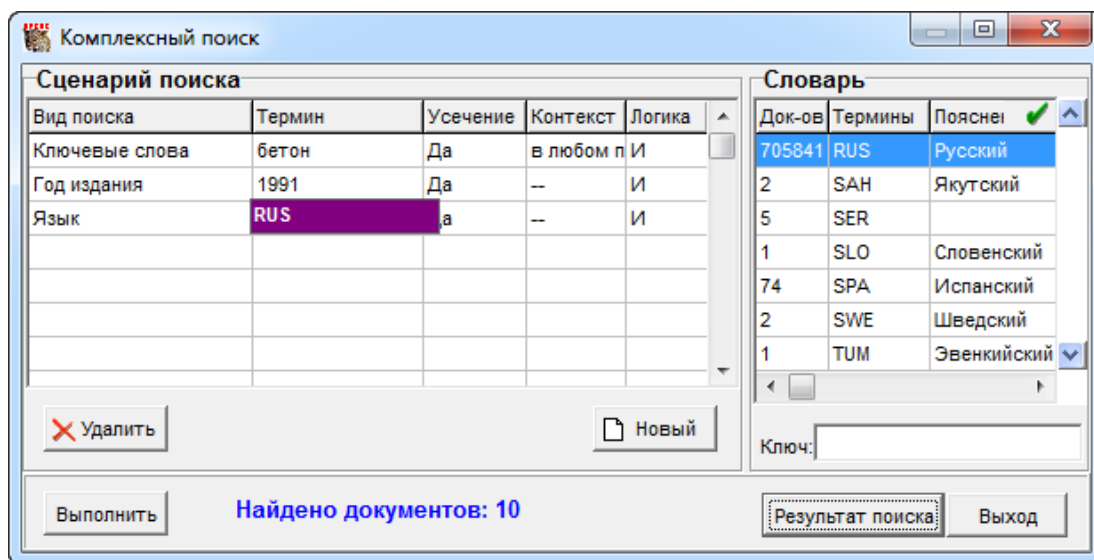 Комплексный поиск
Сценарий поиска
Вид поиска Термин Усечение Контекст Логика
Ключевые слова бетон Да в любом п И
Год издания 1991 Да -- И
Язык RUS а -- И
Удалить Новый
Словарь
Док-ов Термины Пояснен
705841 RUS Русский
2 SAH Якутский
5 SER
1 SLO Словенский
74 SPA Испанский
2 SWE Шведский
1 TUM Эвенкийский
Ключ:
Выполнить Найдено документов: 10 Результат поиска Выход